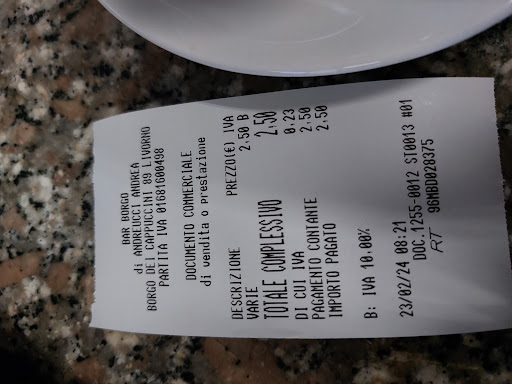 BAR BORGO
di ANDREUCCI ANDREA
BORGO DEI CAPPUCCINI 89 LIVORNO
PARTITA IVA 01681600498
DOCUMENTO COMMERCIALE
di vendita o prestazione
DESCRIZIONE PREZZO(€) IVA
VARIE 2,50 B
TOTALE COMPLESSIVO 2,50
DI CUI IVA 0,23
PAGAMENTO CONTANTE 2,50
IMPORTO PAGATO 2,50
B: IVA 10.00%
23/02/24 08:21
DOC.1255-0012 ST0013 #01
RT 96MBD028375